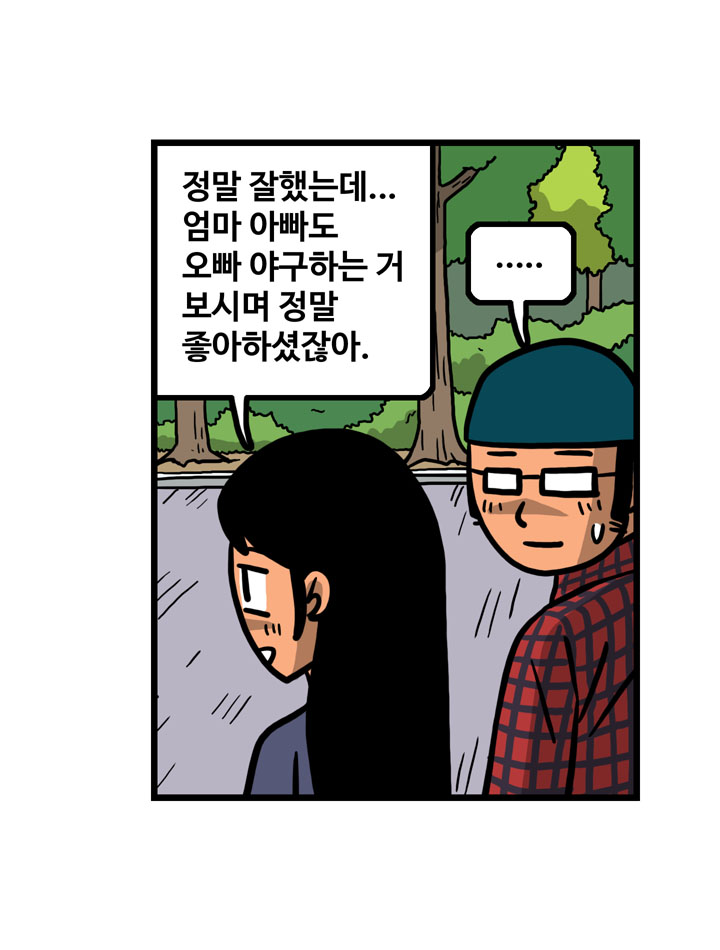 정말 잘했는데...
엄마 아빠도
오빠 야구하는 거
보시며 정말
좋아하셨잖아.
.....